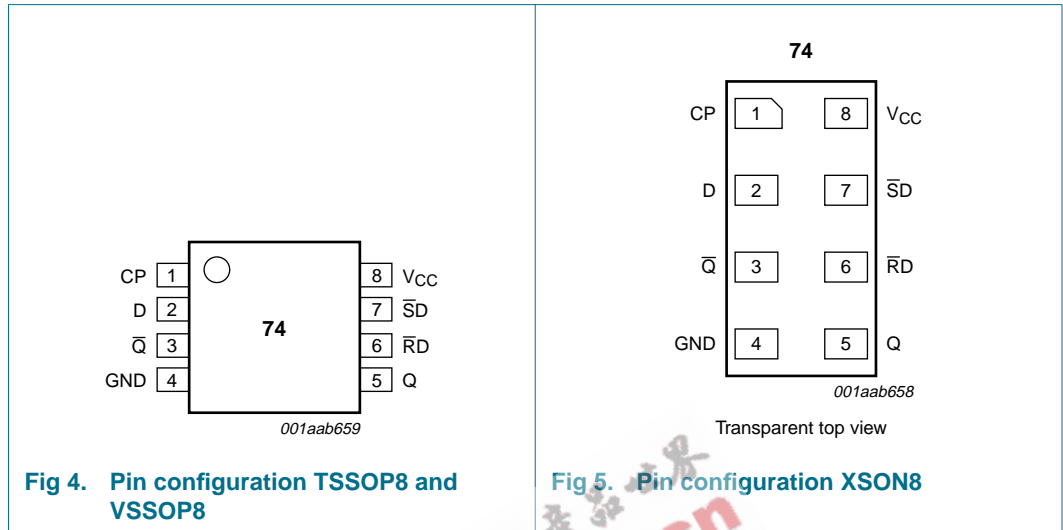 CP 1 8 VCC
D 2 7 S̅D
Q̅ 3 74 6 R̅D
GND 4 5 Q
001aab659
Fig 4. Pin configuration TSSOP8 and
VSSOP8
74
CP 1 8 VCC
D 2 7 S̅D
Q̅ 3 6 R̅D
GND 4 5 Q
001aab658
Transparent top view
Fig 5. Pin configuration XSON8